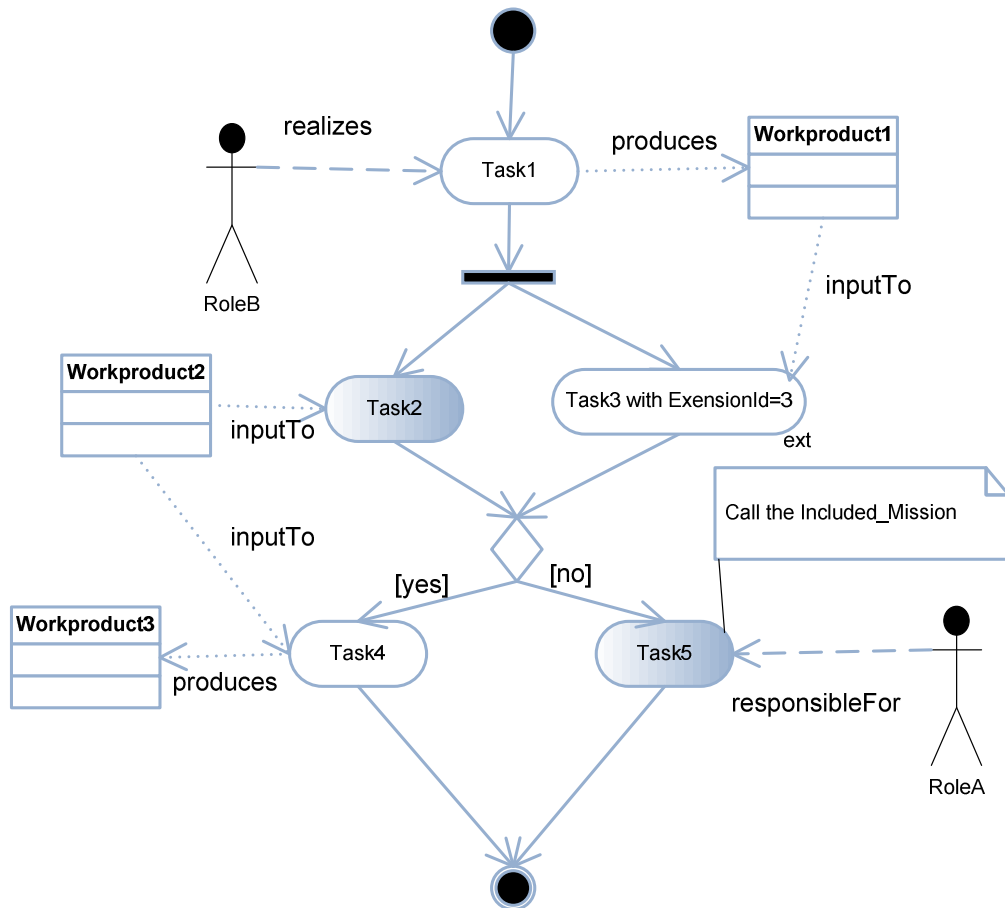 realizes
produces
Workproduct1
Task1
RoleB
inputTo
Workproduct2
Task2
inputTo
Task3 with ExensionId=3
ext
Call the Included_Mission
inputTo
[yes]
[no]
Workproduct3
Task4
Task5
produces
responsibleFor
RoleA